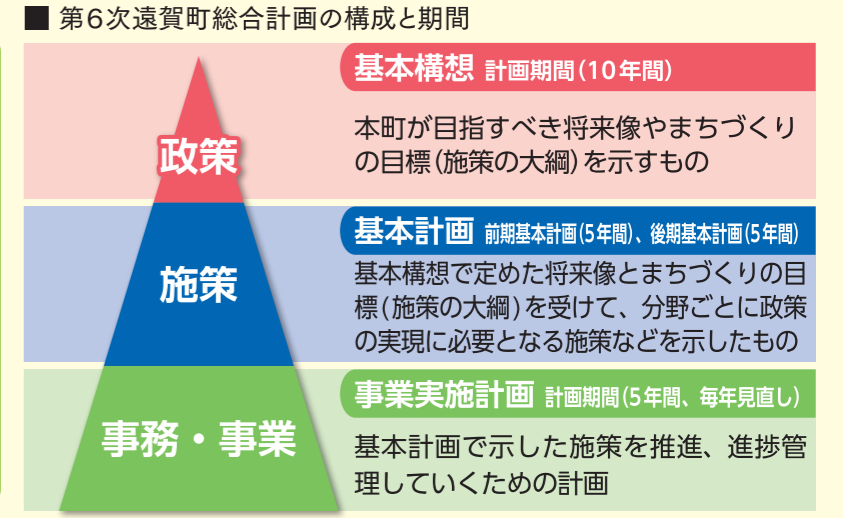 ■ 第6次遠賀町総合計画の構成と期間
政策
基本構想 計画期間(10年間)
本町が目指すべき将来像やまちづくり
の目標(施策の大綱)を示すもの
施策
基本計画 前期基本計画(5年間)、後期基本計画(5年間)
基本構想で定めた将来像とまちづくりの目
標(施策の大綱)を受けて、分野ごとに政策
の実現に必要となる施策などを示したもの
事務・事業
事業実施計画 計画期間(5年間、毎年見直し)
基本計画で示した施策を推進、進捗管
理していくための計画